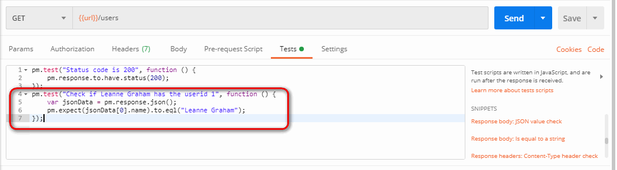 GET {{url}}/users Send Save
Params Authorization Headers (7) Body Pre-request Script Tests Settings Cookies Code
1 pm.test("Status code is 200", function () {
2 pm.response.to.have.status(200);
3 });
4 pm.test("Check if Leanne Graham has the userid 1", function () {
5 var jsonData = pm.response.json();
6 pm.expect(jsonData[0].name).to.eql("Leanne Graham");
7 });
Test scripts are written in JavaScript, and are
run after the response is received.
Learn more about tests scripts
SNIPPETS
Response body: JSON value check
Response body: Is equal to a string
Response headers: Content-Type header check